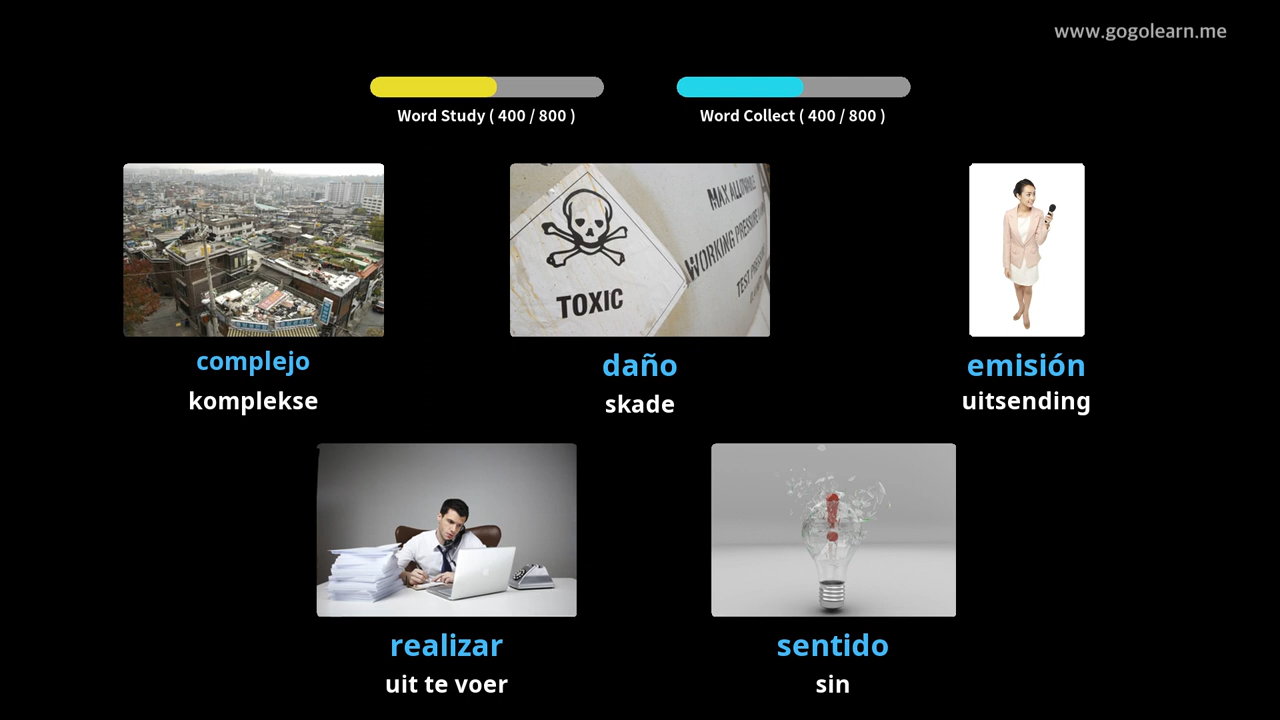 www.gogolearn.me
Word Study ( 400 / 800 )
Word Collect ( 400 / 800 )
MAX ALLOWABLE
WORKING PRESSURE
TEST
TOXIC
complejo
daño
emisión
komplekse
skade
uitsending
realizar
sentido
uit te voer
sin